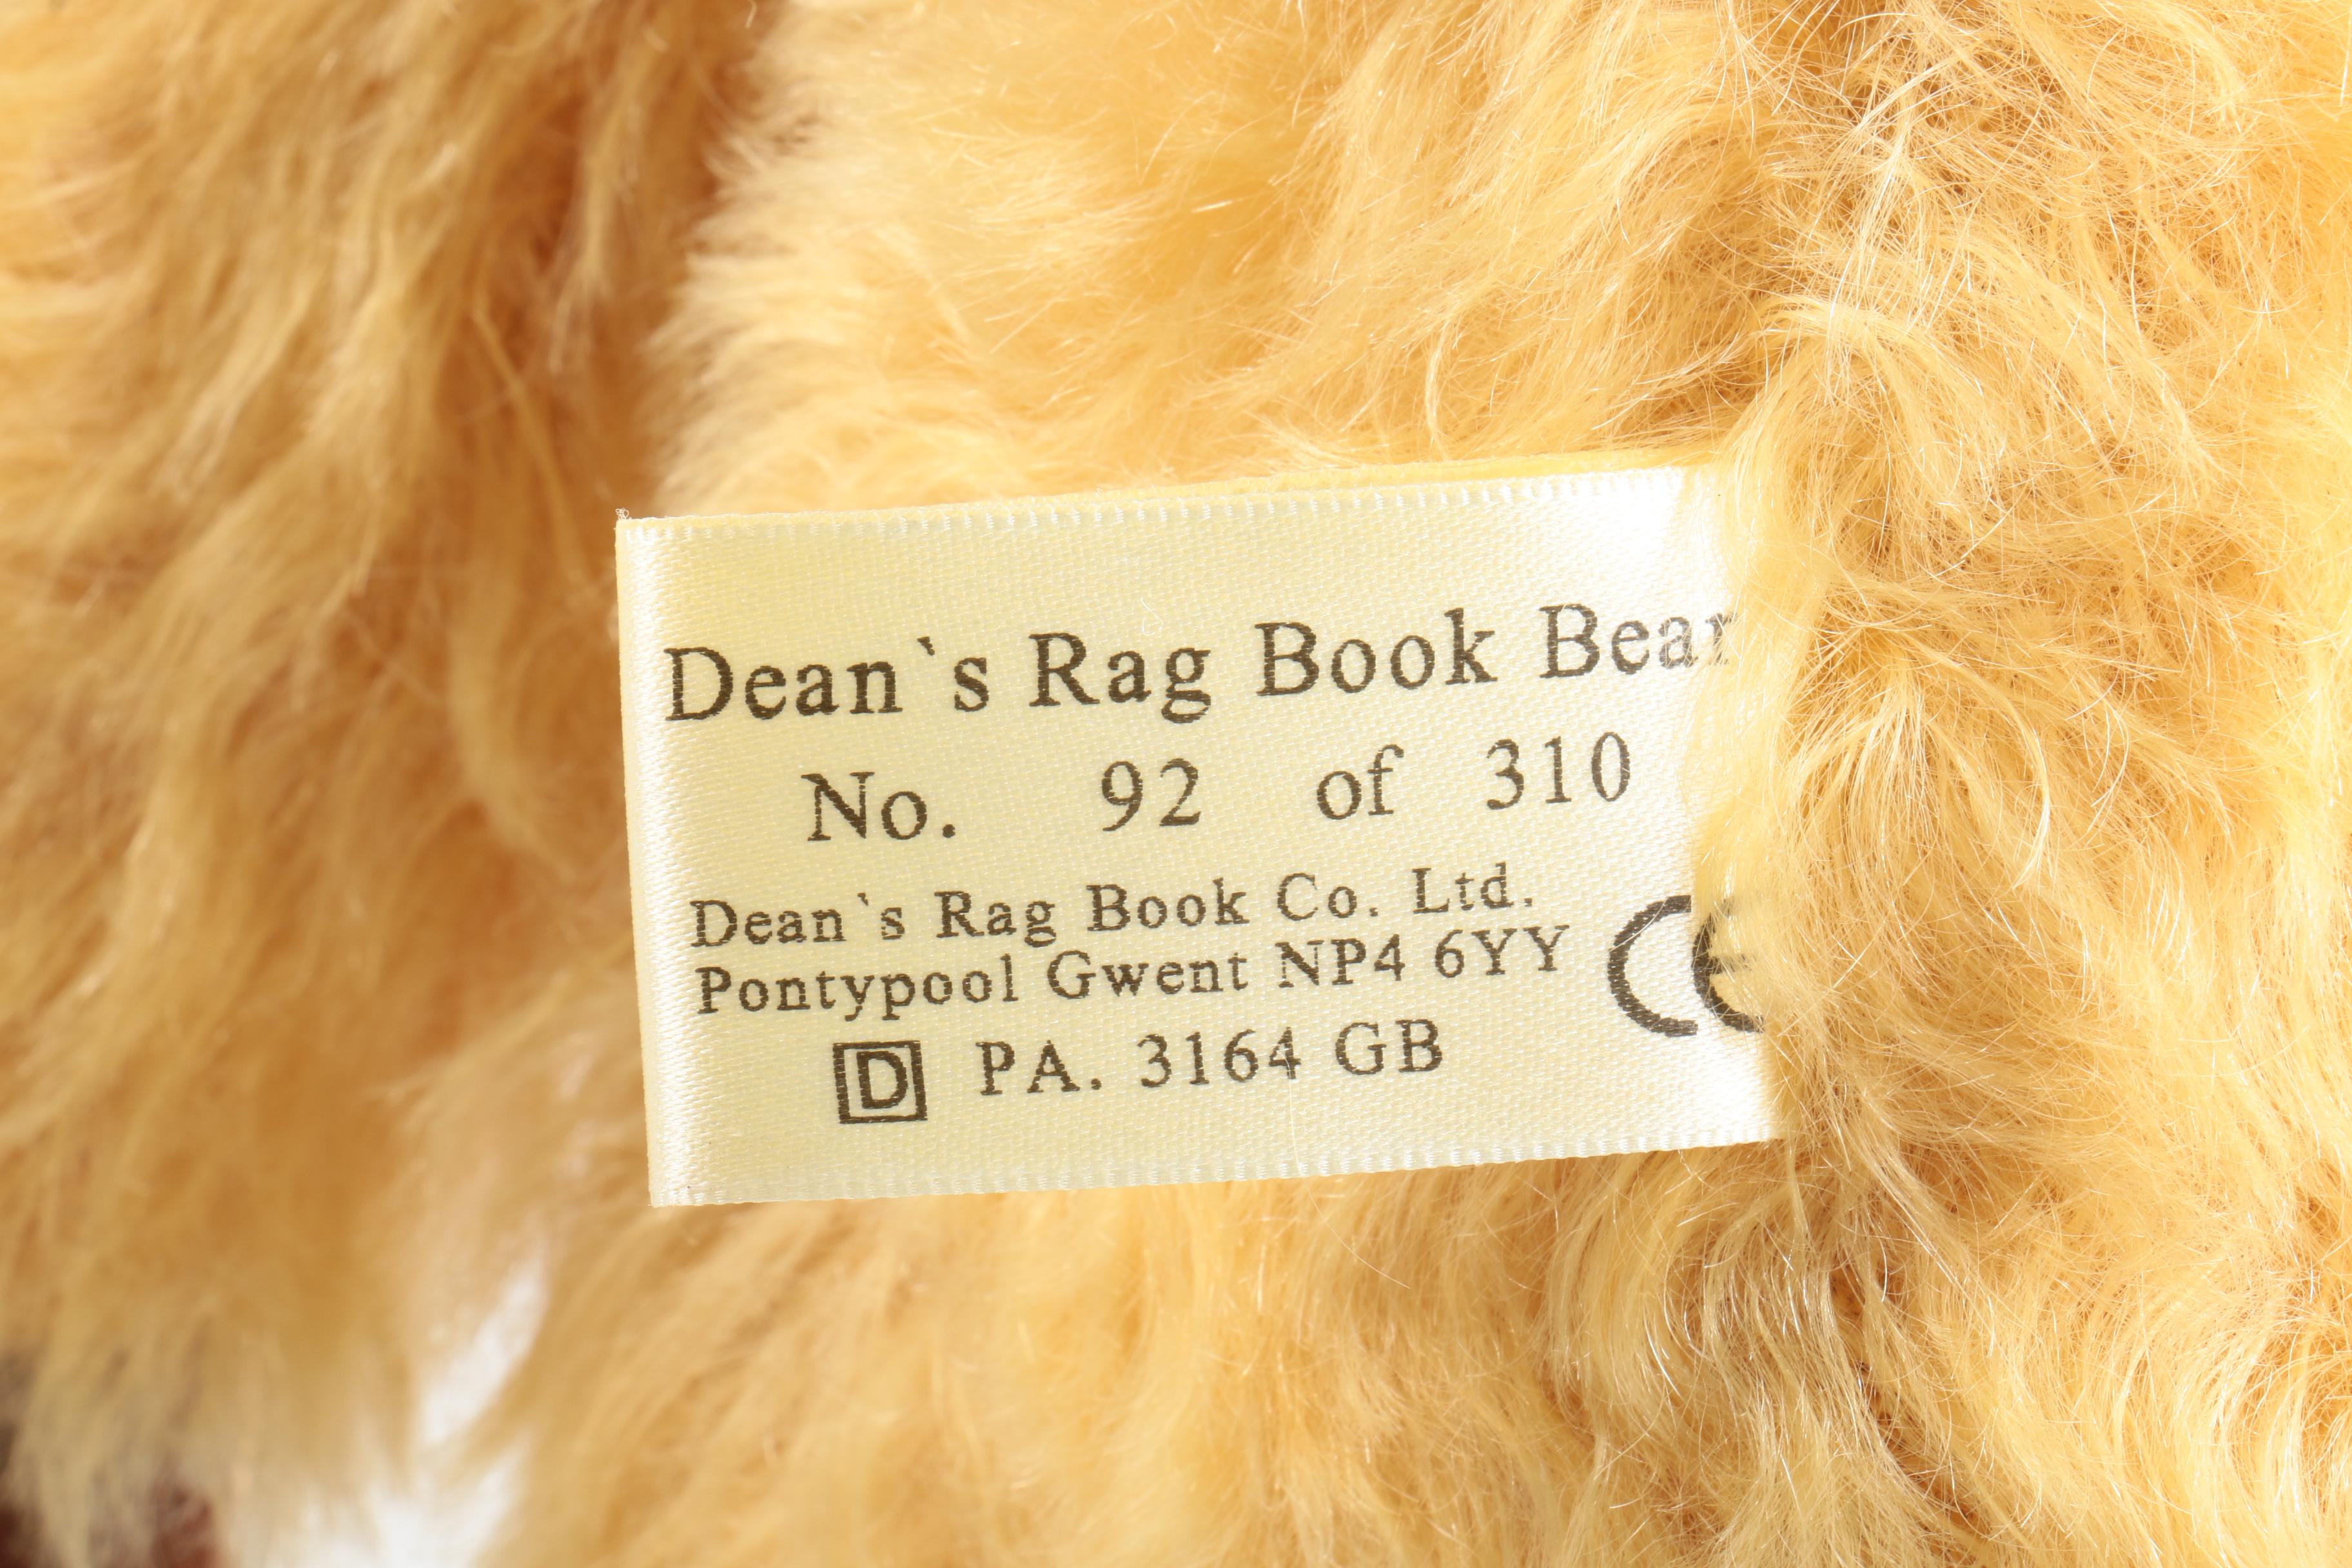 Dean`s Rag Book Bear
No. 92 of 310
Dean`s Rag Book Co. Ltd.
Pontypool Gwent NP4 6YY
CE
D PA. 3164 GB